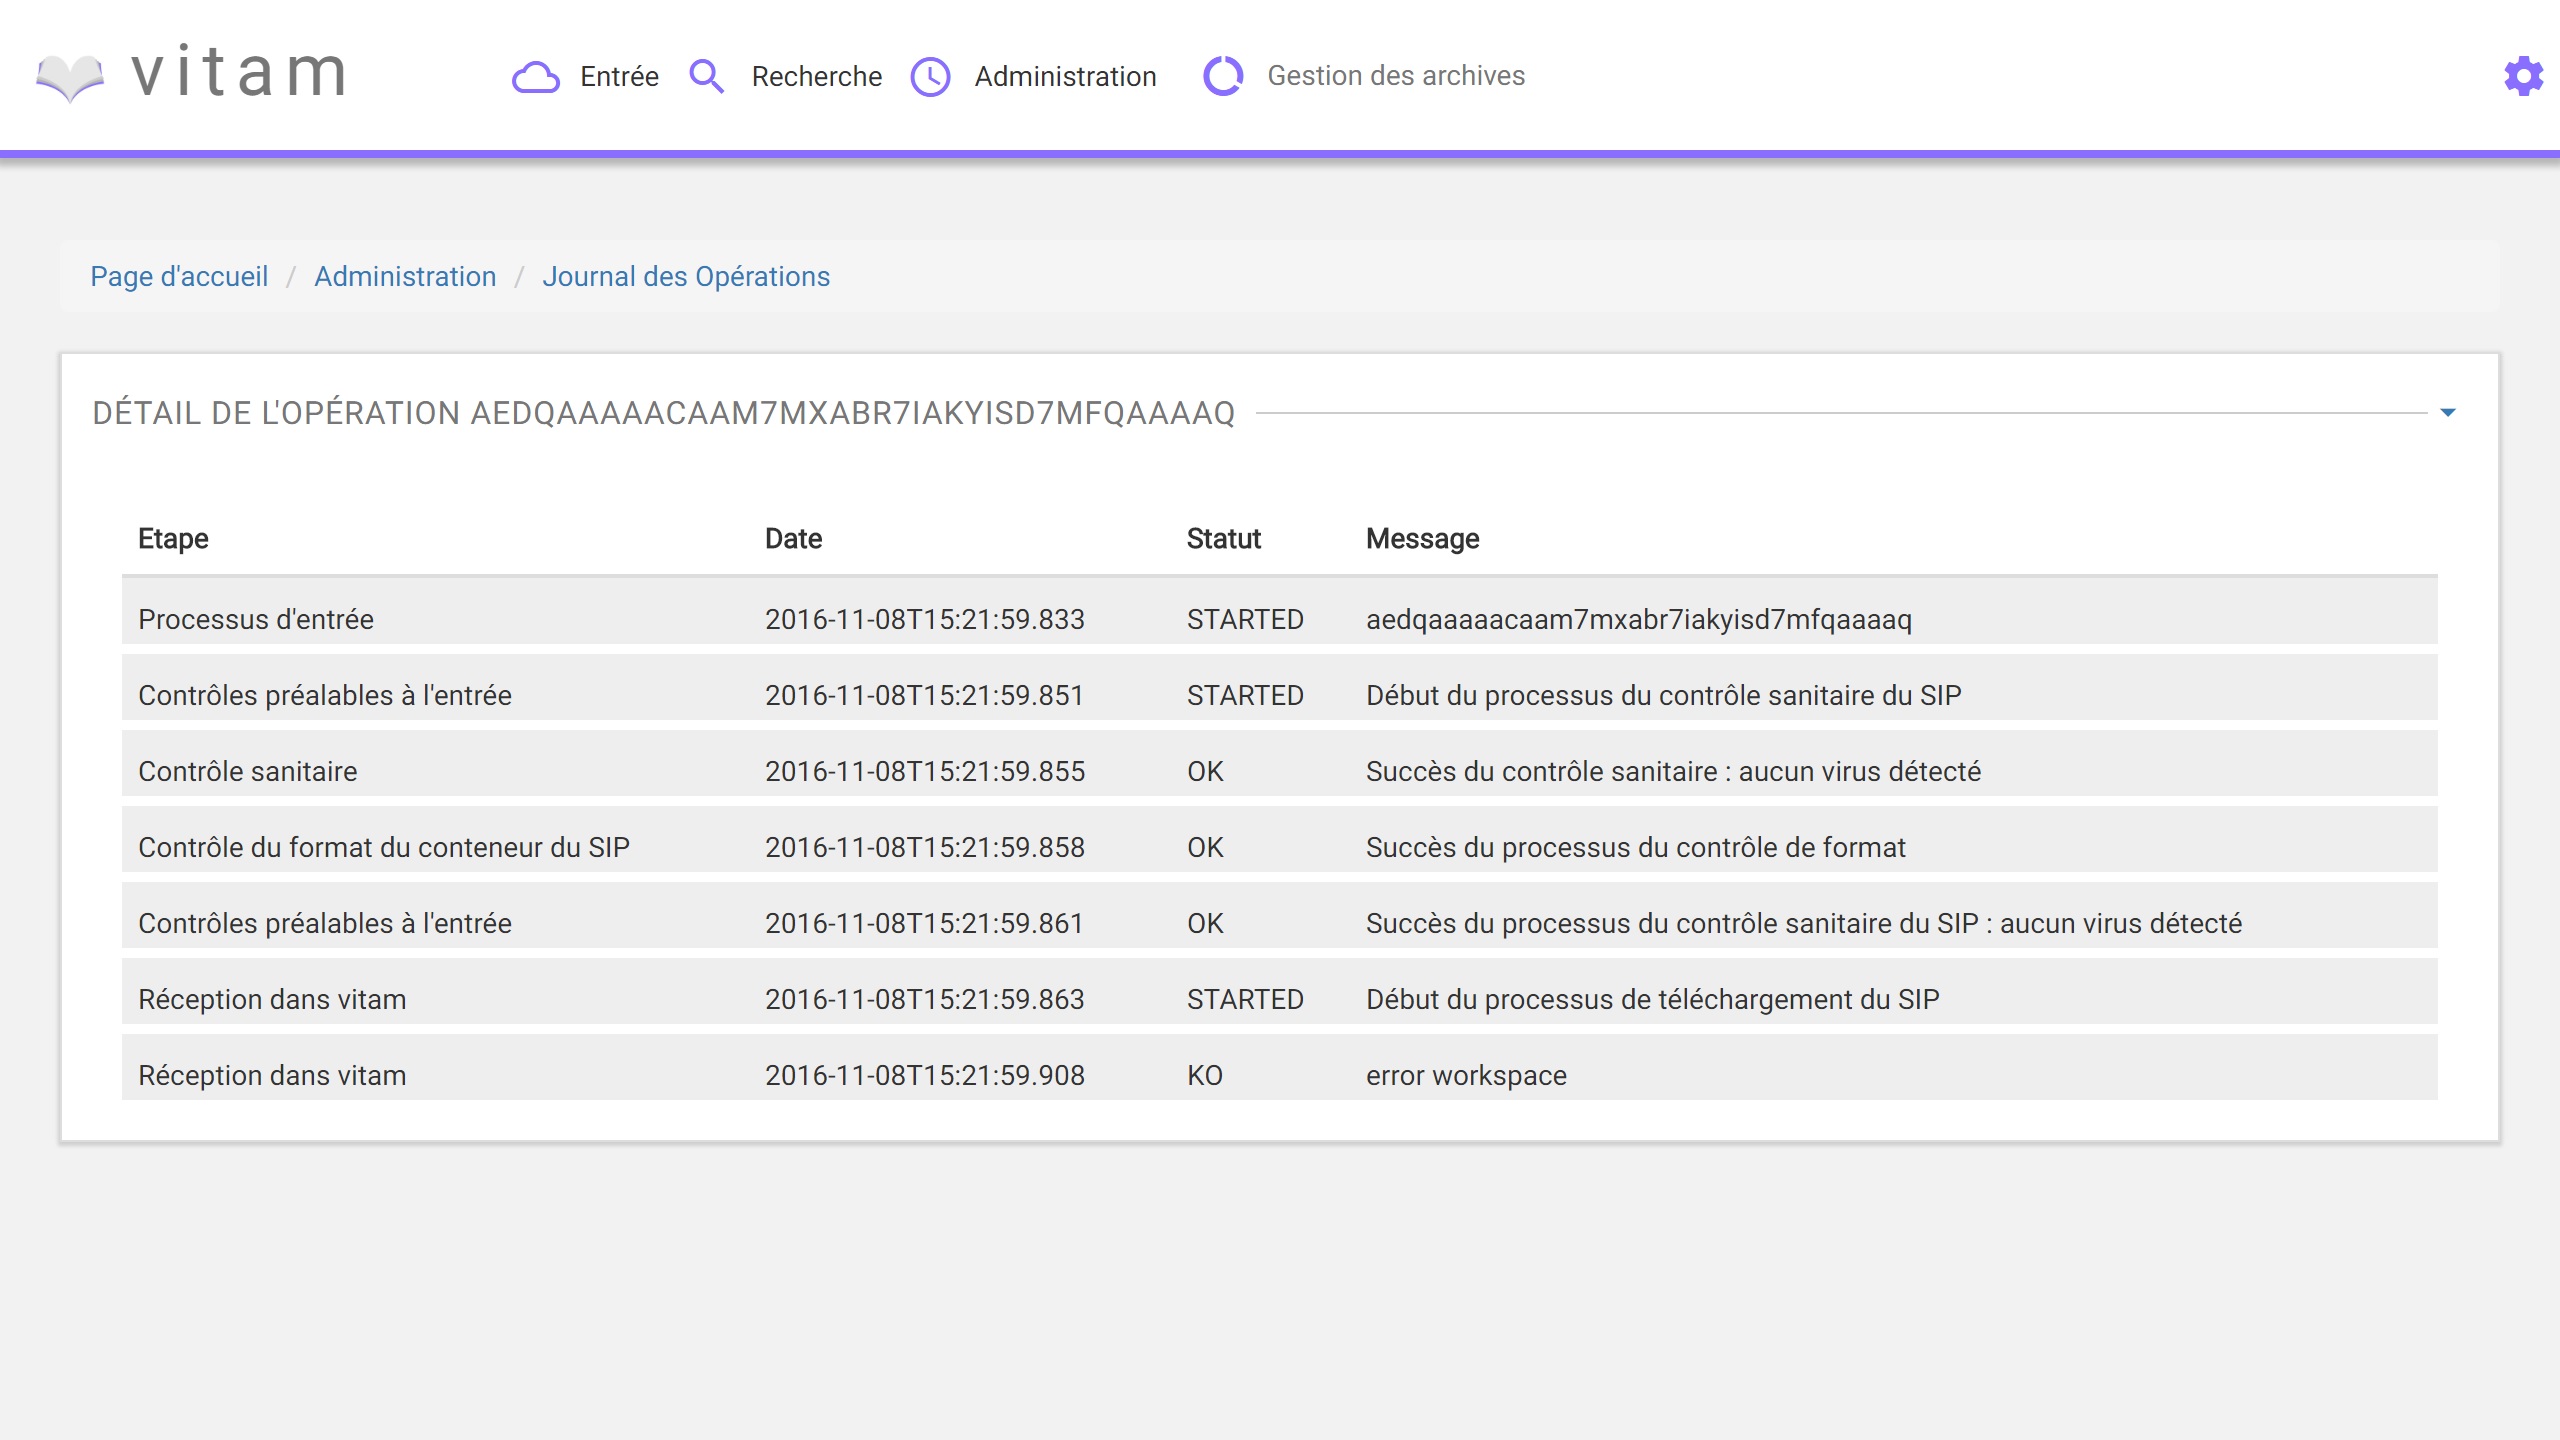 vitam
Entrée Recherche Administration Gestion des archives
Page d'accueil / Administration / Journal des Opérations
DÉTAIL DE L'OPÉRATION AEDQAAAAACAAM7MXABR7IAKYISD7MFQAAAAQ
Etape Date Statut Message
Processus d'entrée 2016-11-08T15:21:59.833 STARTED aedqaaaaacaam7mxabr7iakyisd7mfqaaaaq
Contrôles préalables à l'entrée 2016-11-08T15:21:59.851 STARTED Début du processus du contrôle sanitaire du SIP
Contrôle sanitaire 2016-11-08T15:21:59.855 OK Succès du contrôle sanitaire : aucun virus détecté
Contrôle du format du conteneur du SIP 2016-11-08T15:21:59.858 OK Succès du processus du contrôle de format
Contrôles préalables à l'entrée 2016-11-08T15:21:59.861 OK Succès du processus du contrôle sanitaire du SIP : aucun virus détecté
Réception dans vitam 2016-11-08T15:21:59.863 STARTED Début du processus de téléchargement du SIP
Réception dans vitam 2016-11-08T15:21:59.908 KO error workspace